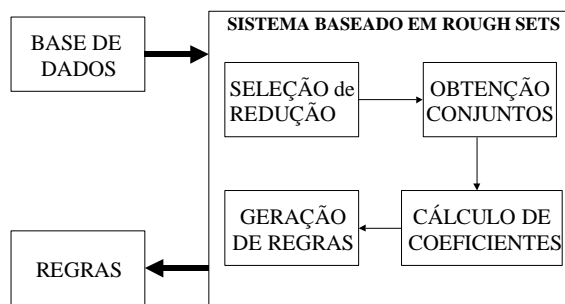 SISTEMA BASEADO EM ROUGH SETS
BASE DE
DADOS
SELEÇÃO de
REDUÇÃO
OBTENÇÃO
CONJUNTOS
GERAÇÃO
DE REGRAS
CÁLCULO DE
COEFICIENTES
REGRAS